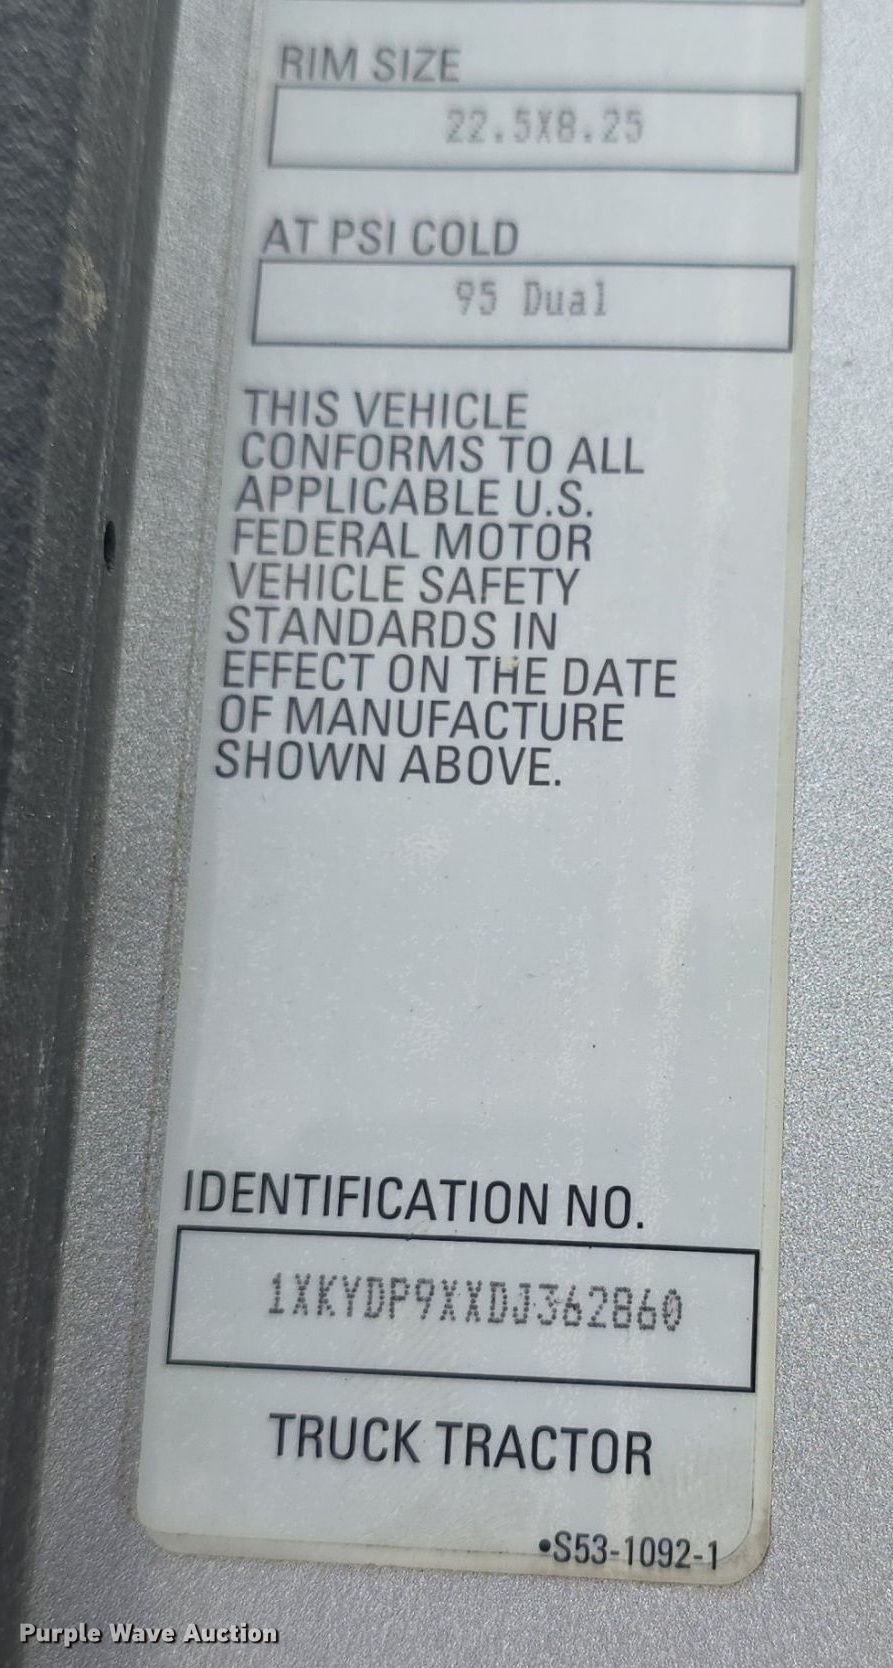 RIM SIZE
22.5X8.25
AT PSI COLD
95 Dual
THIS VEHICLE
CONFORMS TO ALL
APPLICABLE U.S.
FEDERAL MOTOR
VEHICLE SAFETY
STANDARDS IN
EFFECT ON THE DATE
OF MANUFACTURE
SHOWN ABOVE.
IDENTIFICATION NO.
1XKYDP9XXDJ362860
TRUCK TRACTOR
•S53-1092-1
Purple Wave Auction